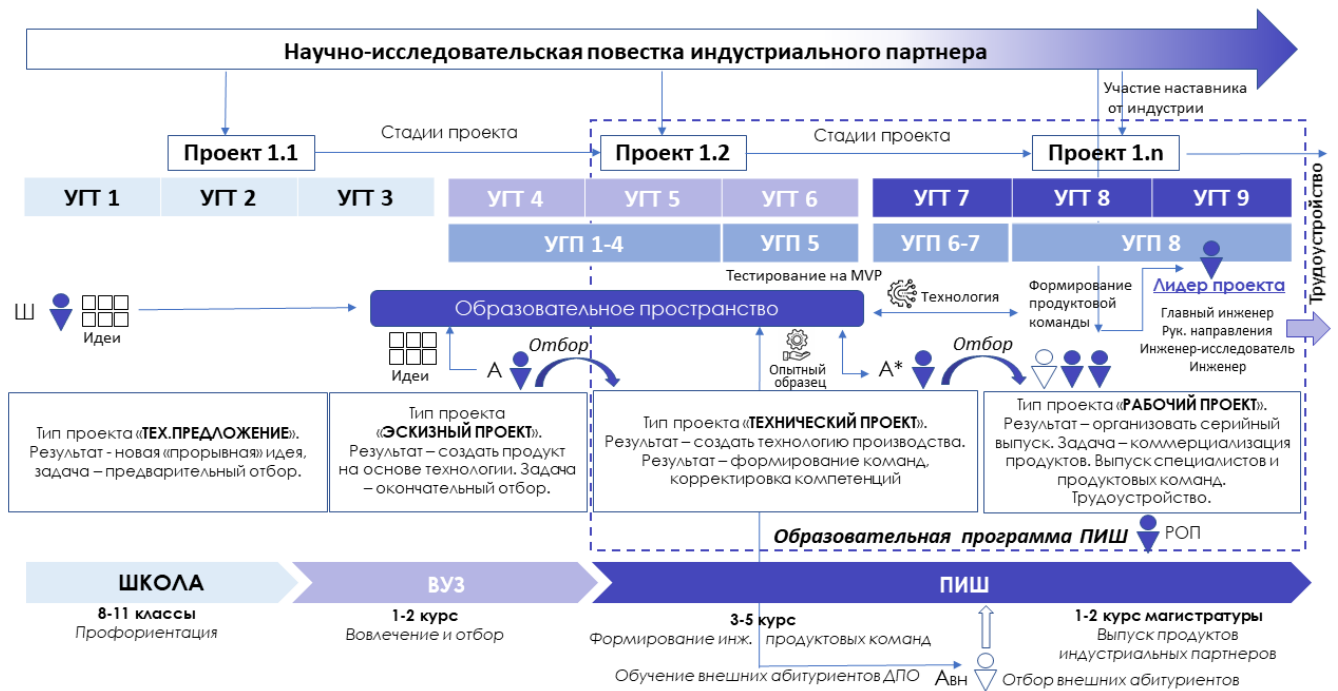 Научно-исследовательская повестка индустриального партнера
Участие наставника
от индустрии
Стадии проекта
Стадии проекта
Проект 1.1
Проект 1.2
Проект 1.n
УГТ 1
УГТ 2
УГТ 3
УГТ 4
УГТ 5
УГТ 6
УГТ 7
УГТ 8
УГТ 9
УГП 1-4
УГП 5
УГП 6-7
УГП 8
Трудоустройство
Тестирование на MVP
Ш
Идеи
Образовательное пространство
Технология
Формирование
продуктовой
команды
Лидер проекта
Главный инженер
Рук. направления
Инженер-исследователь
Инженер
Идеи
А
Отбор
Опытный
образец
А*
Отбор
Тип проекта «ТЕХ.ПРЕДЛОЖЕНИЕ».
Результат - новая «прорывная» идея,
задача – предварительный отбор.
Тип проекта
«ЭСКИЗНЫЙ ПРОЕКТ».
Результат – создать продукт
на основе технологии. Задача
– окончательный отбор.
Тип проекта «ТЕХНИЧЕСКИЙ ПРОЕКТ».
Результат – создать технологию производства.
Результат – формирование команд,
корректировка компетенций
Тип проекта «РАБОЧИЙ ПРОЕКТ».
Результат – организовать серийный
выпуск. Задача – коммерциализация
продуктов. Выпуск специалистов и
продуктовых команд.
Трудоустройство.
Образовательная программа ПИШ
РОП
ШКОЛА
ВУЗ
ПИШ
8-11 классы
Профориентация
1-2 курс
Вовлечение и отбор
3-5 курс
Формирование инж. продуктовых команд
1-2 курс магистратуры
Выпуск продуктов
индустриальных партнеров
Обучение внешних абитуриентов ДПО
Авн
Отбор внешних абитуриентов